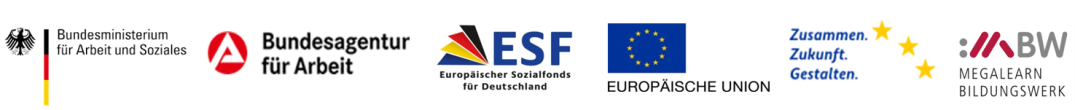 Bundesministerium
für Arbeit und Soziales
Bundesagentur
für Arbeit
ESF
Europäischer Sozialfonds
für Deutschland
EUROPÄISCHE UNION
Zusammen.
Zukunft.
Gestalten.
:MBW
MEGALEARN
BILDUNGSWERK